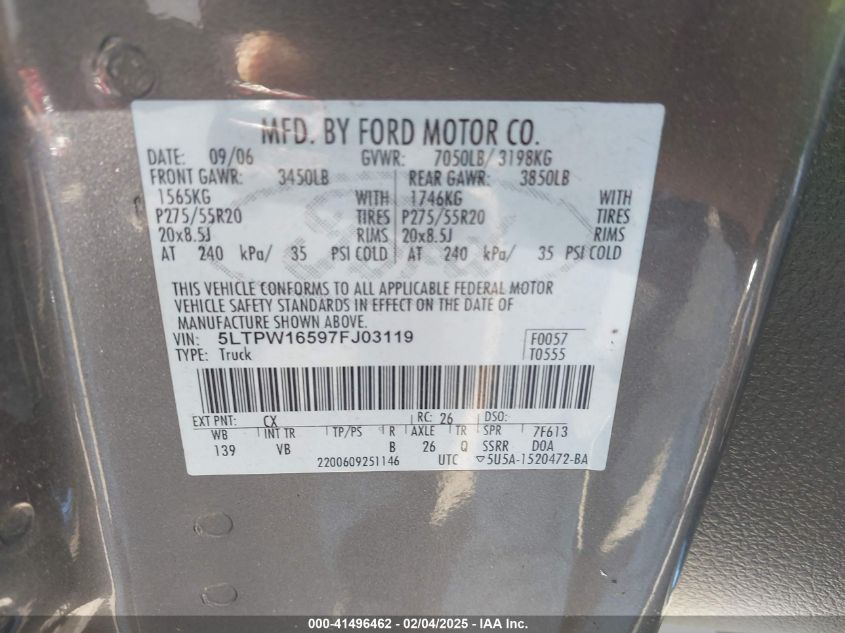 MFD. BY FORD MOTOR CO.
DATE: 09/06 GVWR: 7050LB/ 3198KG
FRONT GAWR: 3450LB REAR GAWR: 3850LB
1565KG WITH 1746KG WITH
P275/55R20 TIRES P275/55R20 TIRES
20x8.5J RIMS 20x8.5J RIMS
AT 240 kPa/ 35 PSI COLD AT 240 kPa/ 35 PSI COLD
THIS VEHICLE CONFORMS TO ALL APPLICABLE FEDERAL MOTOR
VEHICLE SAFETY STANDARDS IN EFFECT ON THE DATE OF
MANUFACTURE SHOWN ABOVE.
VIN: 5LTPW16597FJ03119 F0057
TYPE: Truck T0555
EXT PNT: CX RC: 26 DSO:
WB INT TR TP/PS R AXLE TR SPR 7F613
139 VB B 26 Q SSRR D0A
2200609251146 UTC ▽5U5A-1520472-BA
000-41496462 - 02/04/2025 - IAA Inc.